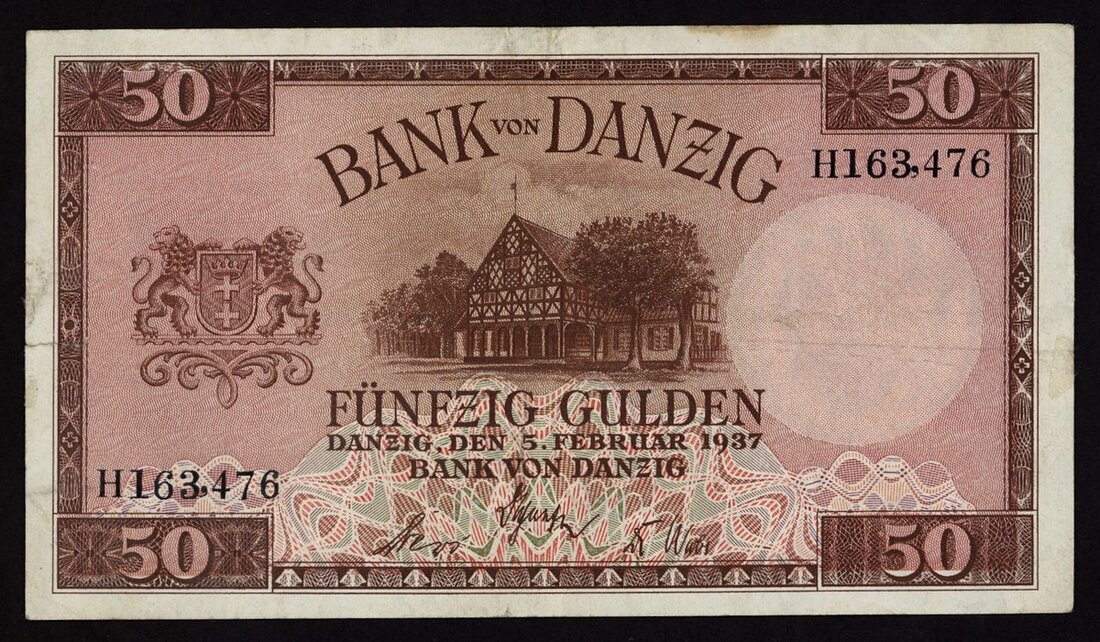 50 50
BANK VON DANZIG
H163,476
FÜNFZIG GULDEN
DANZIG, DEN 5. FEBRUAR 1937
BANK VON DANZIG
H163,476
50 50